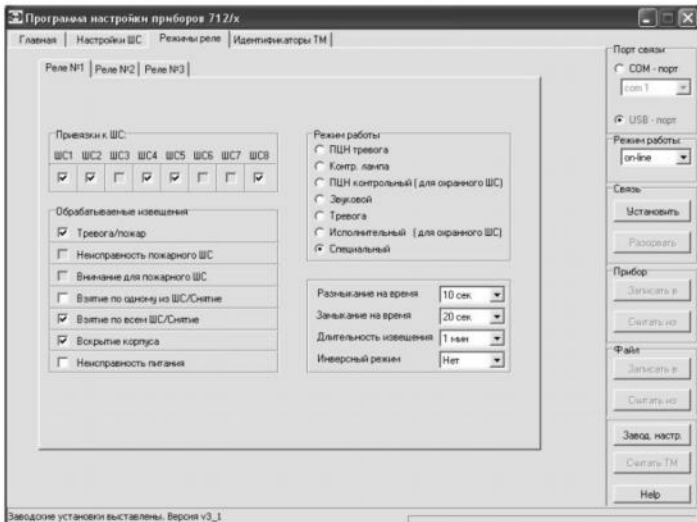 Программа настройки приборов 712/x
Главная Настройки ШС Режимы реле Идентификаторы ТМ
Реле №1 Реле №2 Реле №3
Привязки к ШС:
ШС1 ШС2 ШС3 ШС4 ШС5 ШС6 ШС7 ШС8
Обрабатываемые извещения
Тревога/пожар
Неисправность пожарного ШС
Внимание для пожарного ШС
Взятие по одному из ШС/Снятие
Взятие по всем ШС/Снятие
Вскрытие корпуса
Неисправность питания
Режим работы
ПЦН тревога
Контр. лампа
ПЦН контрольный ( для охранного ШС)
Звуковой
Тревога
Исполнительный ( для охранного ШС)
Специальный
Размыкание на время 10 сек
Замыкание на время 20 сек
Длительность извещения 1 мин
Инверсный режим Нет
Порт связи
COM - порт
com 1
USB - порт
Режим работы
on-line
Связь
Установить
Разорвать
Прибор
Записать в
Считать из
Файл
Записать в
Считать из
Завод. настр.
Считать ТМ
Help
Заводские установки выставлены. Версия v3_1